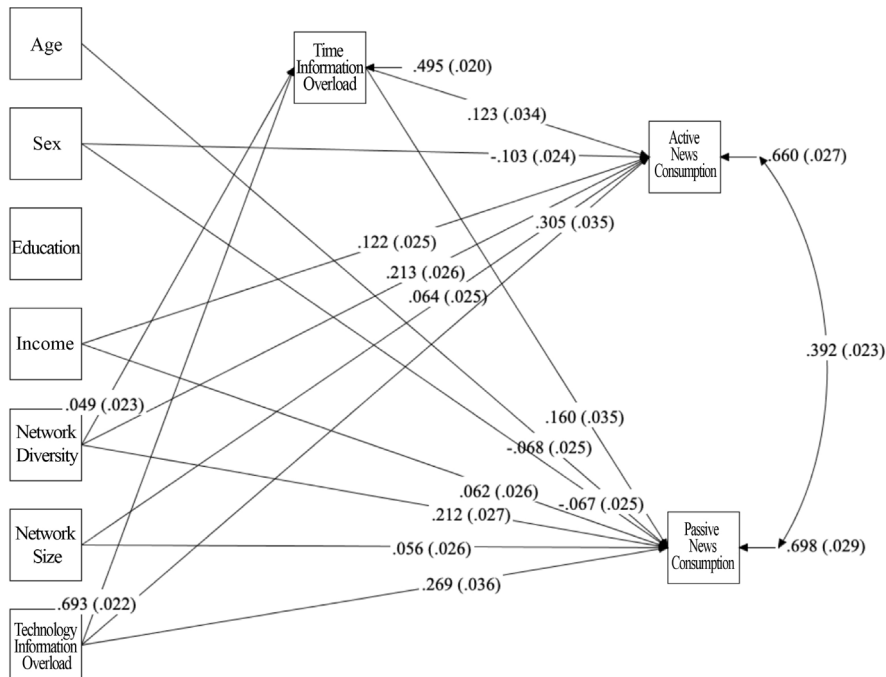 Age
Time
Information
Overload
.495 (.020)
.123 (.034)
Active
News
Consumption
Sex
-.103 (.024)
.660 (.027)
.305 (.035)
Education
.122 (.025)
.213 (.026)
.064 (.025)
Income
.392 (.023)
.049 (.023)
.160 (.035)
Network
Diversity
-.068 (.025)
.062 (.026)
-.067 (.025)
.212 (.027)
Network
Size
.056 (.026)
Passive
News
Consumption
.698 (.029)
.269 (.036)
.693 (.022)
Technology
Information
Overload